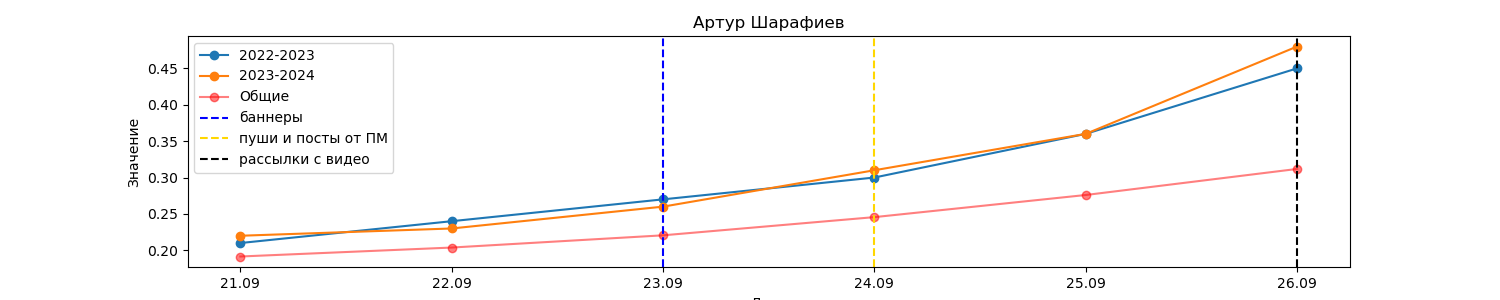 Артур Шарафиев
2022-2023
2023-2024
Общие
баннеры
пуши и посты от ПМ
рассылки с видео
Значение
0.45
0.40
0.35
0.30
0.25
0.20
21.09 22.09 23.09 24.09 25.09 26.09